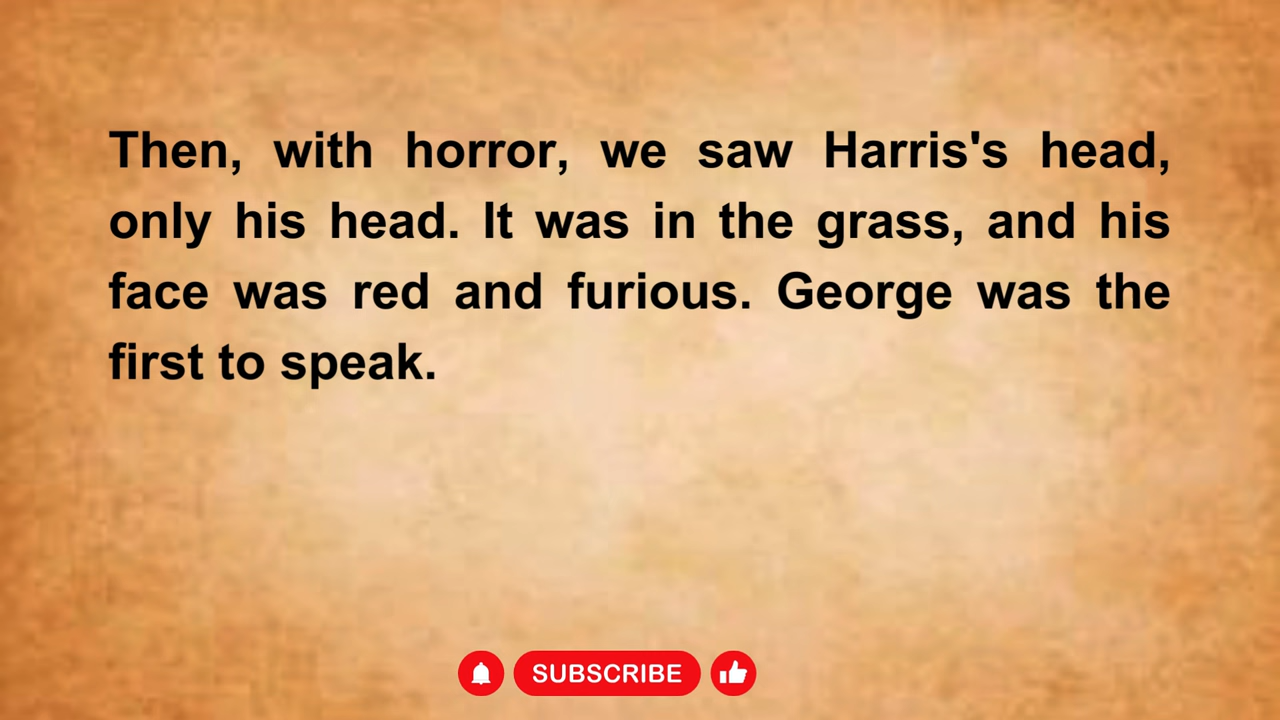 Then, with horror, we saw Harris's head,
only his head. It was in the grass, and his
face was red and furious. George was the
first to speak.
SUBSCRIBE